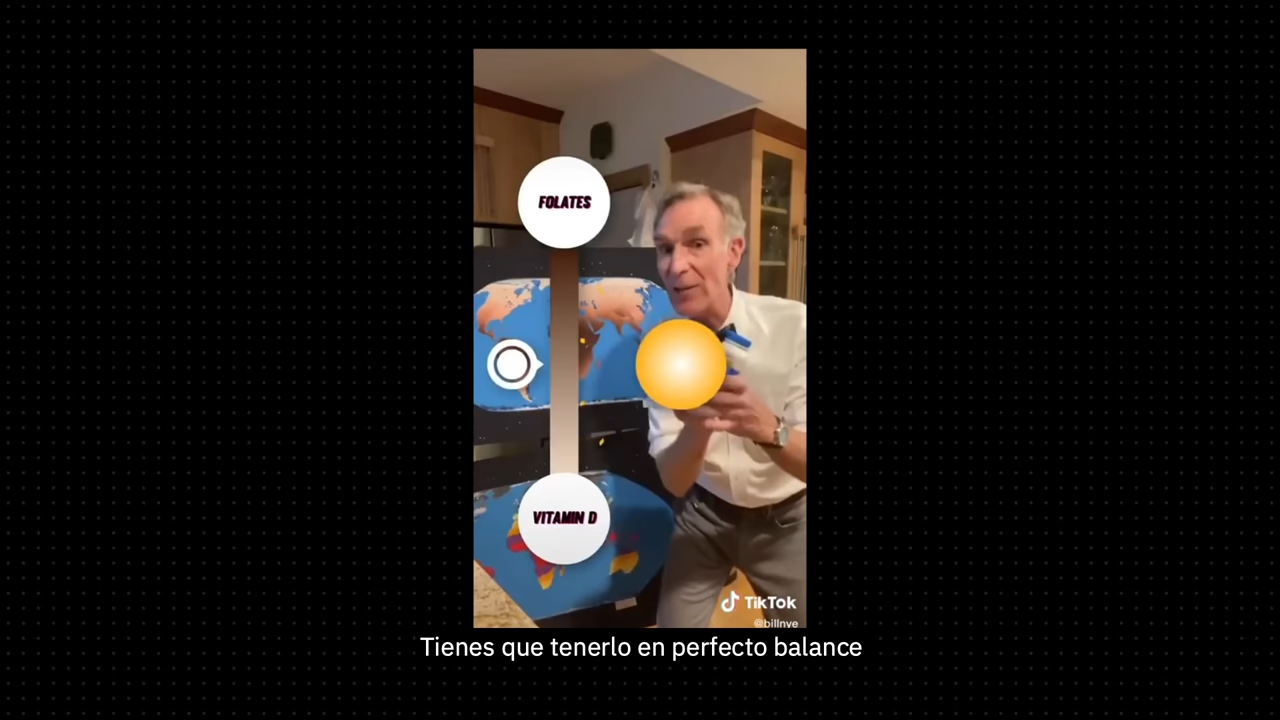 FOLATES
VITAMIN D
TikTok
@billnye
Tienes que tenerlo en perfecto balance